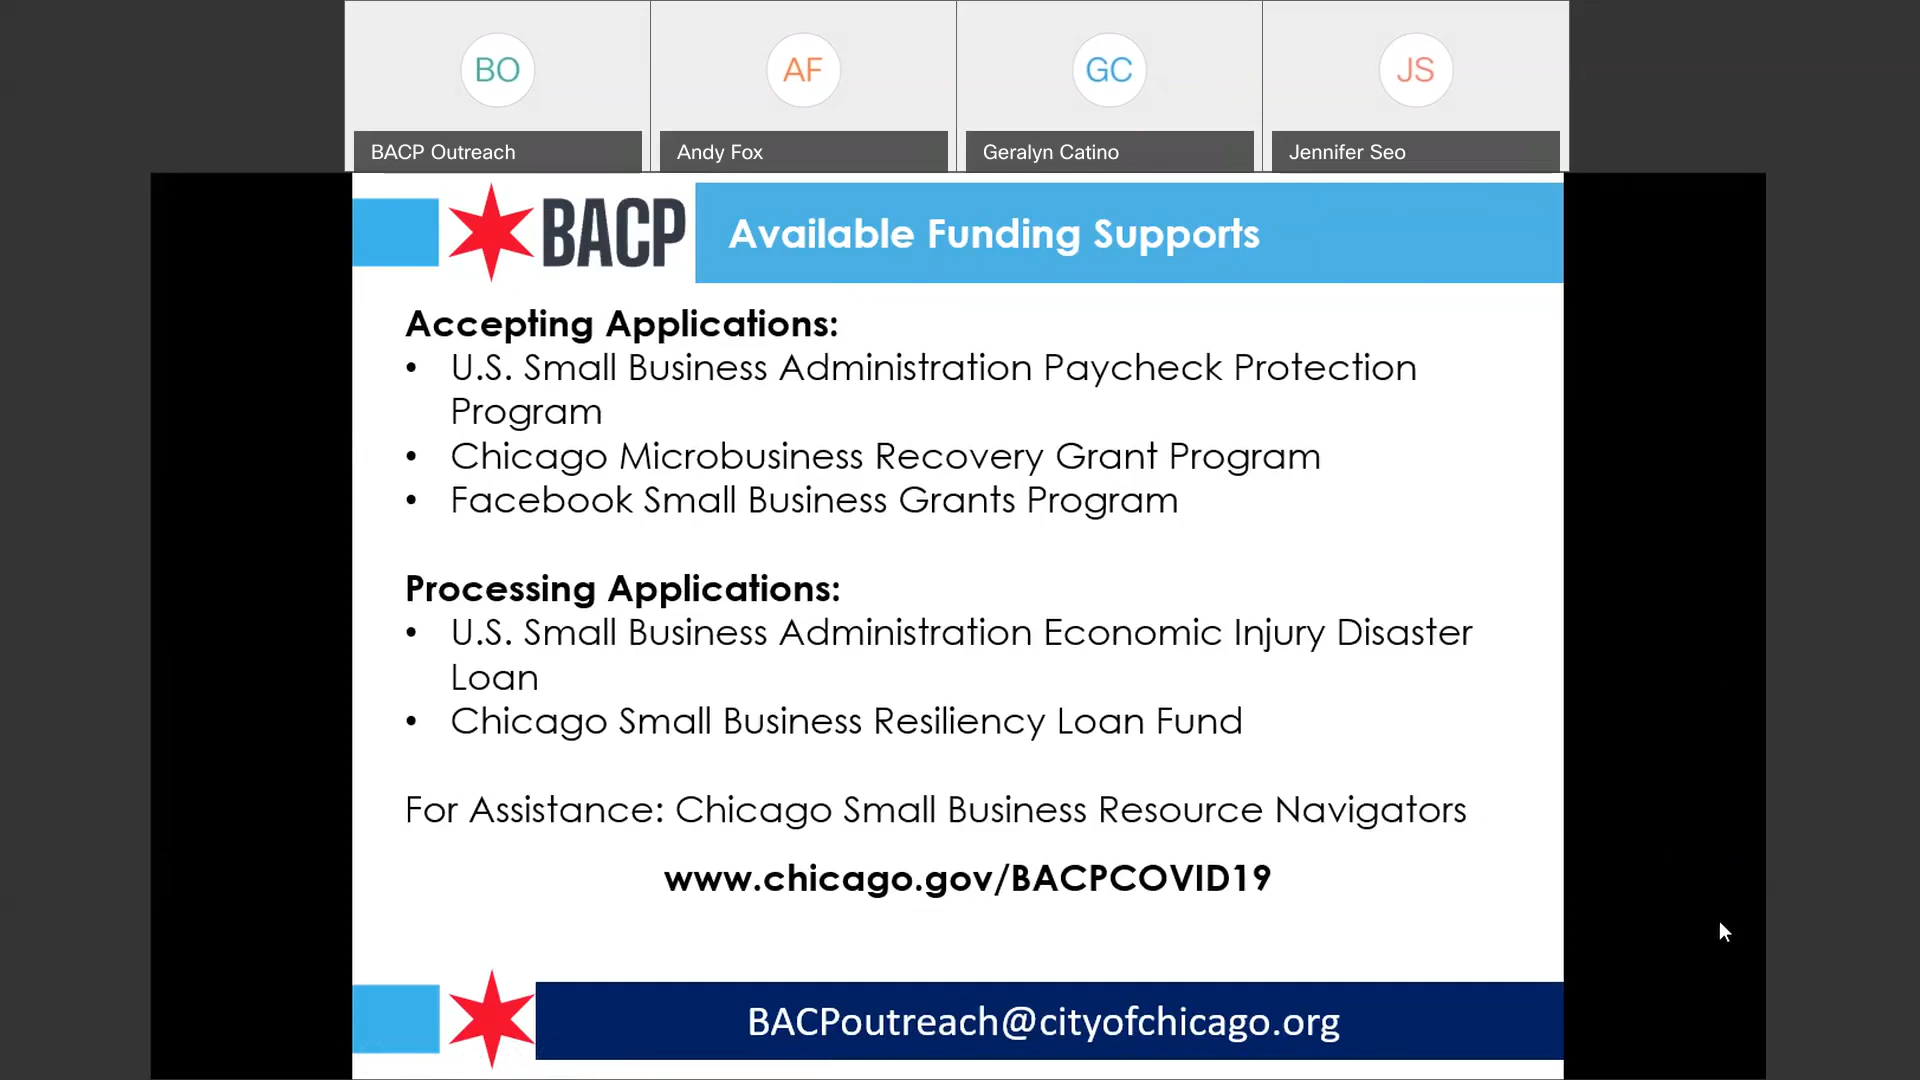 BO
AF
GC
JS
BACP Outreach
Andy Fox
Geralyn Catino
Jennifer Seo
BACP
Available Funding Supports
Accepting Applications:
• U.S. Small Business Administration Paycheck Protection
Program
• Chicago Microbusiness Recovery Grant Program
• Facebook Small Business Grants Program
Processing Applications:
• U.S. Small Business Administration Economic Injury Disaster
Loan
• Chicago Small Business Resiliency Loan Fund
For Assistance: Chicago Small Business Resource Navigators
www.chicago.gov/BACPCOVID19
BACPoutreach@cityofchicago.org